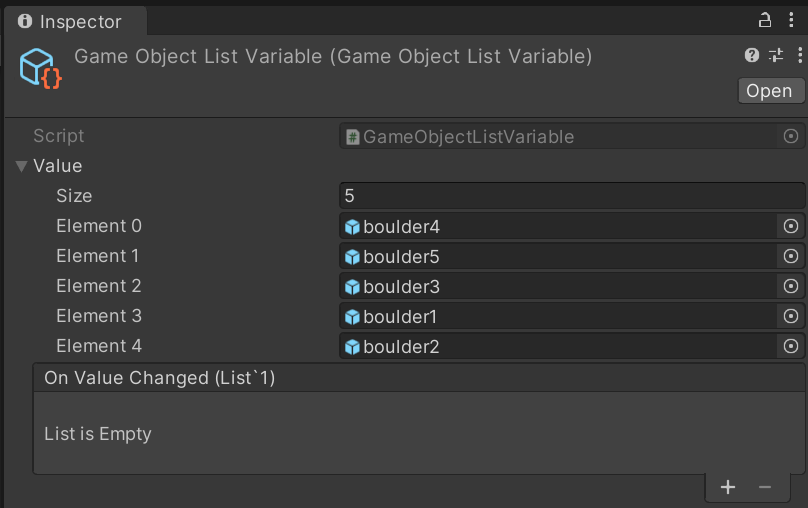 Inspector
Game Object List Variable (Game Object List Variable)
Open
Script GameObjectListVariable
Value
Size 5
Element 0 boulder4
Element 1 boulder5
Element 2 boulder3
Element 3 boulder1
Element 4 boulder2
On Value Changed (List`1)
List is Empty